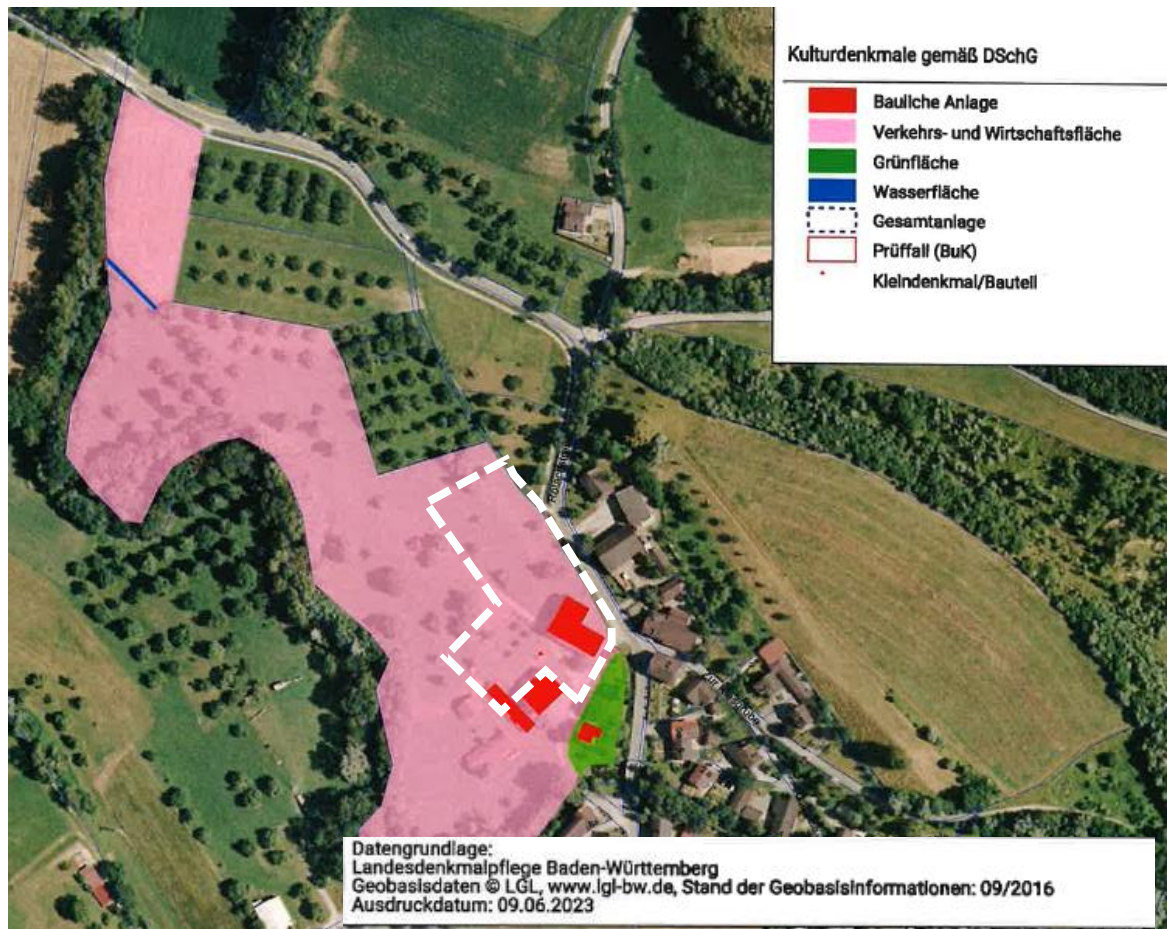 Kulturdenkmale gemäß DSchG
Bauliche Anlage
Verkehrs- und Wirtschaftsfläche
Grünfläche
Wasserfläche
Gesamtanlage
Prüffall (BuK)
Kleindenkmal/Bauteil
Datengrundlage:
Landesdenkmalpflege Baden-Württemberg
Geobasisdaten © LGL, www.lgl-bw.de, Stand der Geobasisinformationen: 09/2016
Ausdruckdatum: 09.06.2023